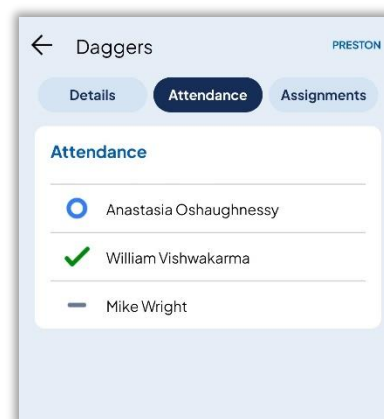 Daggers
PRESTON
Details
Attendance
Assignments
Attendance
Anastasia Oshaughnessy
William Vishwakarma
Mike Wright